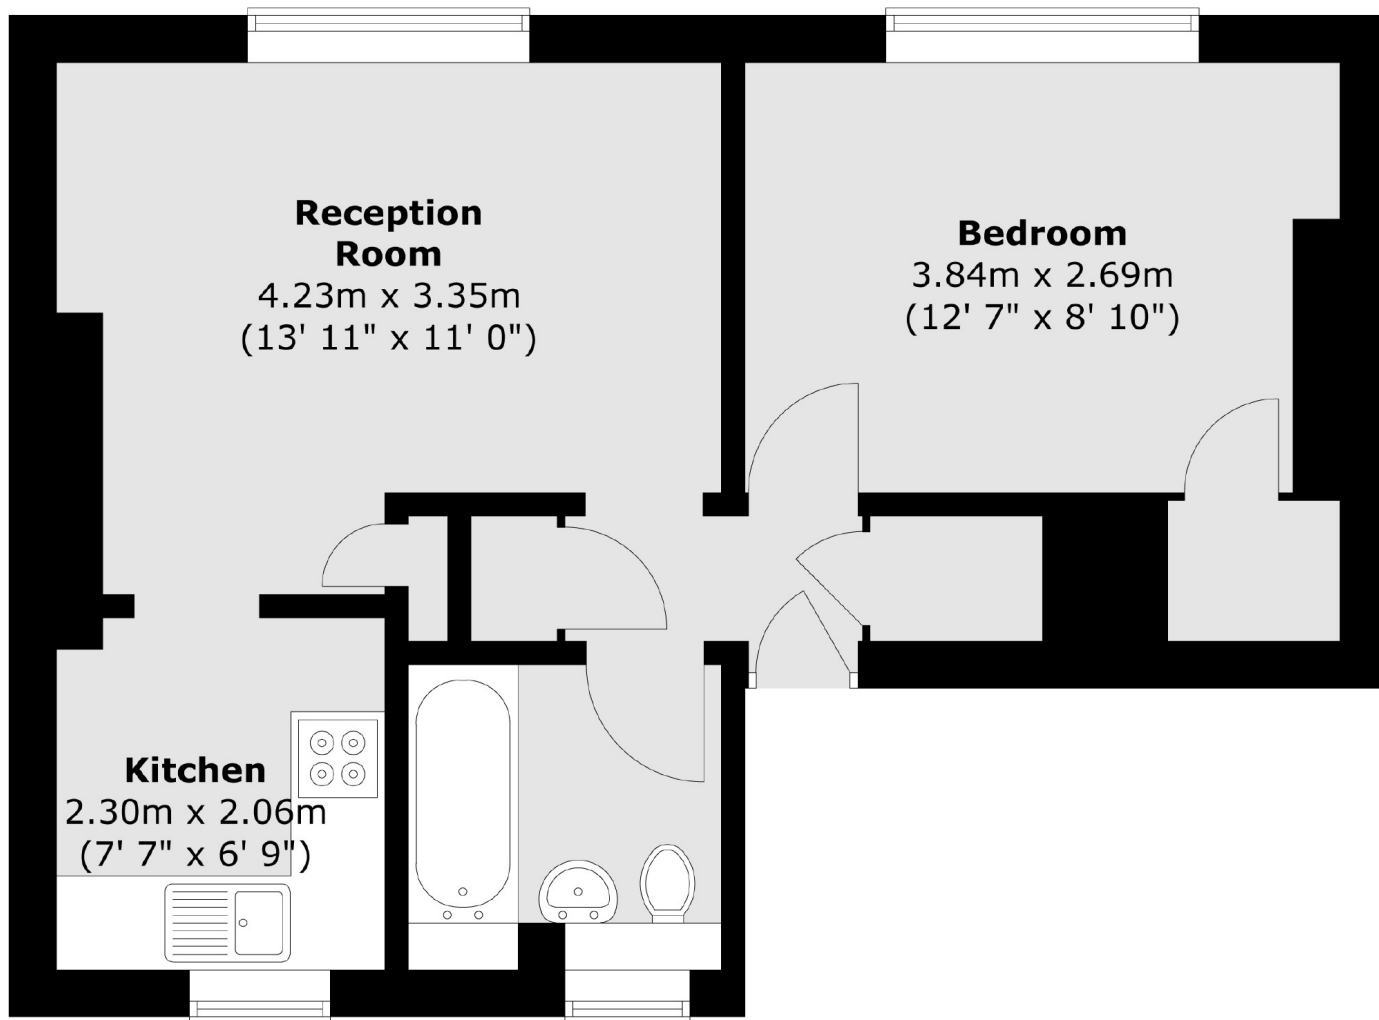 Reception
Room
4.23m x 3.35m
(13' 11" x 11' 0")
Bedroom
3.84m x 2.69m
(12' 7" x 8' 10")
Kitchen
2.30m x 2.06m
(7' 7" x 6' 9")